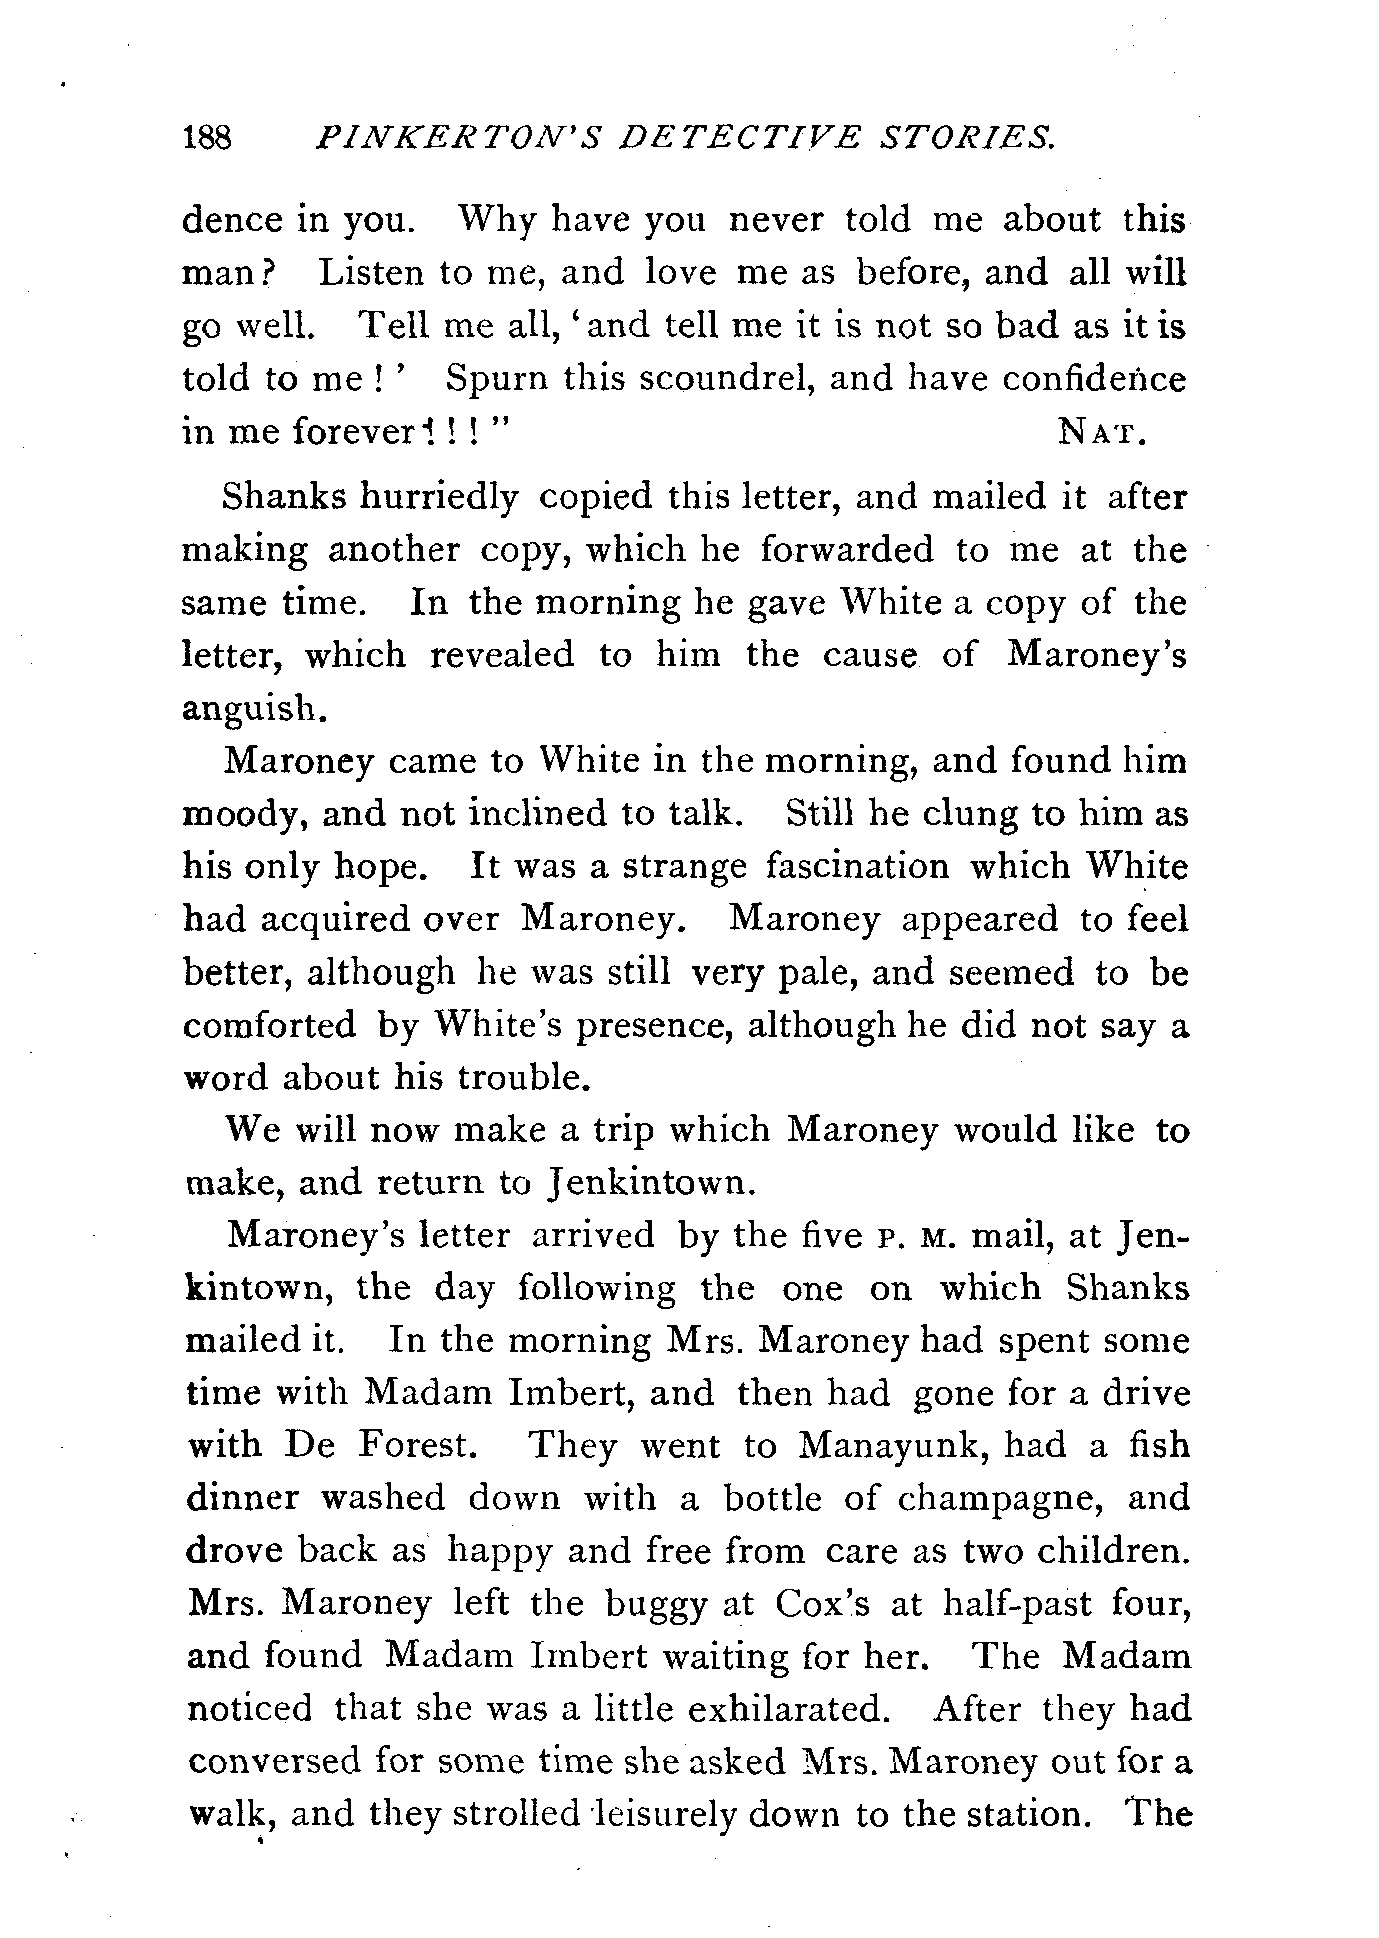 188 PINKERTON'S DETECTIVE STORIES.
dence in you. Why have you never told me about this
man? Listen to me, and love me as before, and all will
go well. Tell me all, 'and tell me it is not so bad as it is
told to me!' Spurn this scoundrel, and have confidence
in me forever!!!" NAT.
Shanks hurriedly copied this letter, and mailed it after
making another copy, which he forwarded to me at the
same time. In the morning he gave White a copy of the
letter, which revealed to him the cause of Maroney's
anguish.
Maroney came to White in the morning, and found him
moody, and not inclined to talk. Still he clung to him as
his only hope. It was a strange fascination which White
had acquired over Maroney. Maroney appeared to feel
better, although he was still very pale, and seemed to be
comforted by White's presence, although he did not say a
word about his trouble.
We will now make a trip which Maroney would like to
make, and return to Jenkintown.
Maroney's letter arrived by the five P. M. mail, at Jen-
kintown, the day following the one on which Shanks
mailed it. In the morning Mrs. Maroney had spent some
time with Madam Imbert, and then had gone for a drive
with De Forest. They went to Manayunk, had a fish
dinner washed down with a bottle of champagne, and
drove back as happy and free from care as two children.
Mrs. Maroney left the buggy at Cox's at half-past four,
and found Madam Imbert waiting for her. The Madam
noticed that she was a little exhilarated. After they had
conversed for some time she asked Mrs. Maroney out for a
walk, and they strolled leisurely down to the station. The